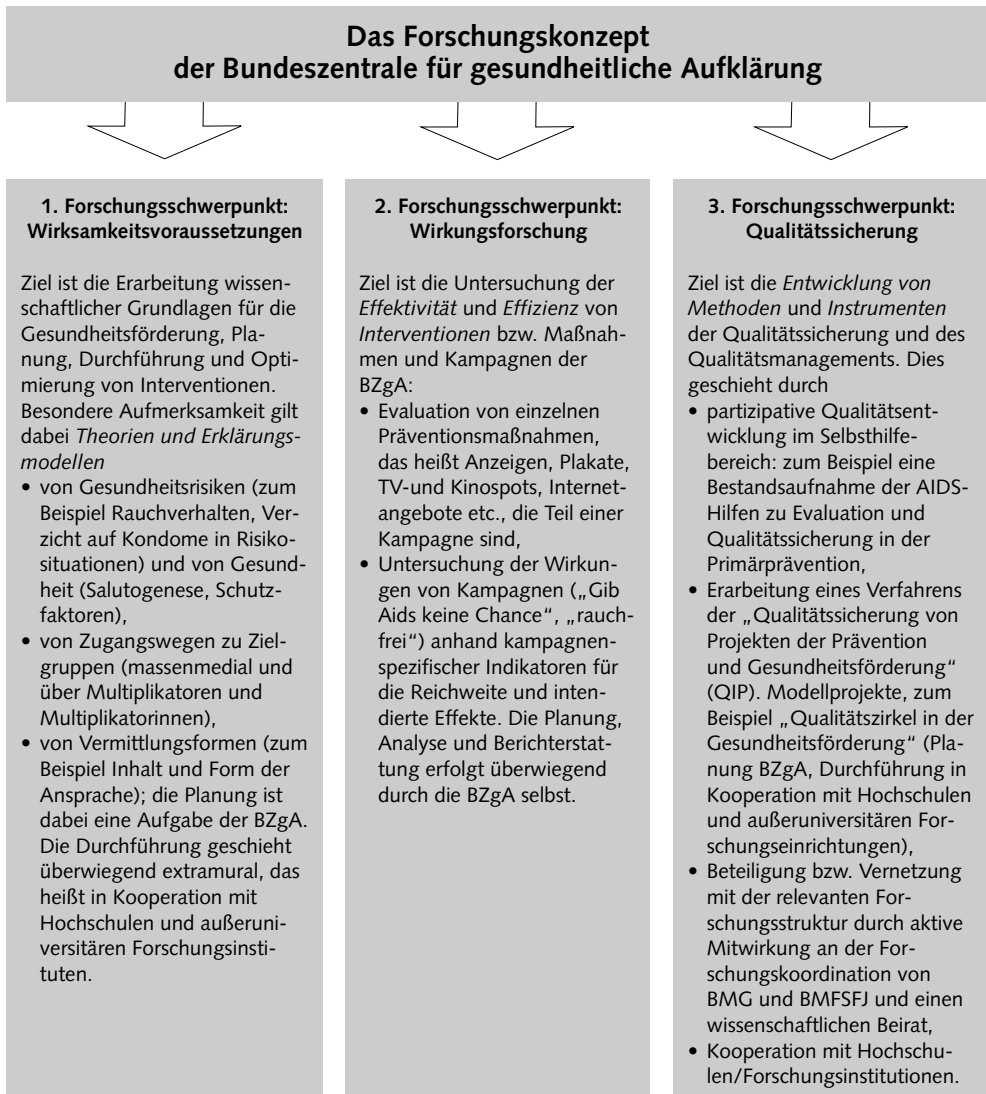 Das Forschungskonzept
der Bundeszentrale für gesundheitliche Aufklärung
1. Forschungsschwerpunkt:
Wirksamkeitsvoraussetzungen
Ziel ist die Erarbeitung wissen-
schaftlicher Grundlagen für die
Gesundheitsförderung, Pla-
nung, Durchführung und Opti-
mierung von Interventionen.
Besondere Aufmerksamkeit gilt
dabei Theorien und Erklärungs-
modellen
• von Gesundheitsrisiken (zum
Beispiel Rauchverhalten, Ver-
zicht auf Kondome in Risiko-
situationen) und von Gesund-
heit (Salutogenese, Schutz-
faktoren),
• von Zugangswegen zu Ziel-
gruppen (massenmedial und
über Multiplikatoren und
Multiplikatorinnen),
• von Vermittlungsformen (zum
Beispiel Inhalt und Form der
Ansprache); die Planung ist
dabei eine Aufgabe der BZgA.
Die Durchführung geschieht
überwiegend extramural, das
heißt in Kooperation mit
Hochschulen und außeruni-
versitären Forschungsinsti-
tuten.
2. Forschungsschwerpunkt:
Wirkungsforschung
Ziel ist die Untersuchung der
Effektivität und Effizienz von
Interventionen bzw. Maßnah-
men und Kampagnen der
BZgA:
• Evaluation von einzelnen
Präventionsmaßnahmen,
das heißt Anzeigen, Plakate,
TV-und Kinospots, Internet-
angebote etc., die Teil einer
Kampagne sind,
• Untersuchung der Wirkun-
gen von Kampagnen („Gib
Aids keine Chance“, „rauch-
frei“) anhand kampagnen-
spezifischer Indikatoren für
die Reichweite und inten-
dierte Effekte. Die Planung,
Analyse und Berichterstat-
tung erfolgt überwiegend
durch die BZgA selbst.
3. Forschungsschwerpunkt:
Qualitätssicherung
Ziel ist die Entwicklung von
Methoden und Instrumenten
der Qualitätssicherung und des
Qualitätsmanagements. Dies
geschieht durch
• partizipative Qualitätsent-
wicklung im Selbsthilfe-
bereich: zum Beispiel eine
Bestandsaufnahme der AIDS-
Hilfen zu Evaluation und
Qualitätssicherung in der
Primärprävention,
• Erarbeitung eines Verfahrens
der „Qualitätssicherung von
Projekten der Prävention
und Gesundheitsförderung“
(QIP). Modellprojekte, zum
Beispiel „Qualitätszirkel in der
Gesundheitsförderung“ (Pla-
nung BZgA, Durchführung in
Kooperation mit Hochschulen
und außeruniversitären For-
schungseinrichtungen),
• Beteiligung bzw. Vernetzung
mit der relevanten For-
schungsstruktur durch aktive
Mitwirkung an der For-
schungskoordination von
BMG und BMFSFJ und einen
wissenschaftlichen Beirat,
• Kooperation mit Hochschu-
len/Forschungsinstitutionen.